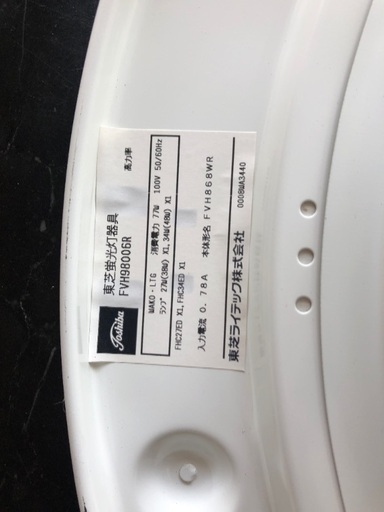 Toshiba
東芝蛍光灯器具 高力率
FVH98006R
WAKO-LTG 消費電力 77W 100V 50/60Hz
ランプ 27W(38W) X1,34W(48W) X1
FHC27ED X1,FHC34ED X1
入力電流 0.78A 本体形名 FVH868WR
東芝ライテック株式会社 0008WA3440